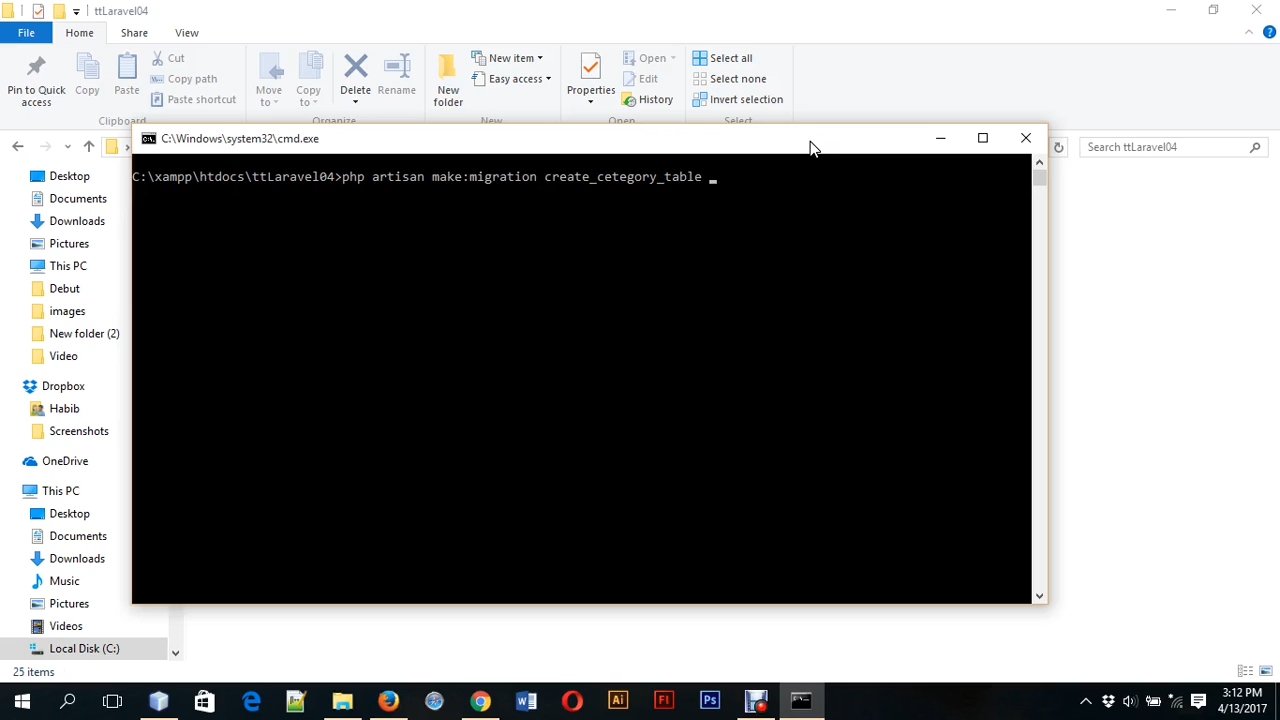 ttLaravel04
File
Home
Share
View
Pin to Quick access
Copy
Paste
Cut
Copy path
Paste shortcut
Clipboard
Move to
Copy to
Delete
Rename
Organize
New folder
New item
Easy access
New
Properties
Open
Edit
History
Open
Select all
Select none
Invert selection
Select
C:\Windows\system32\cmd.exe
Search ttLaravel04
C:\xampp\htdocs\ttLaravel04>php artisan make:migration create_cetegory_table _
Desktop
Documents
Downloads
Pictures
This PC
Debut
images
New folder (2)
Video
Dropbox
Habib
Screenshots
OneDrive
This PC
Desktop
Documents
Downloads
Music
Pictures
Videos
Local Disk (C:)
25 items
Ai
Fl
Ps
3:12 PM
4/13/2017